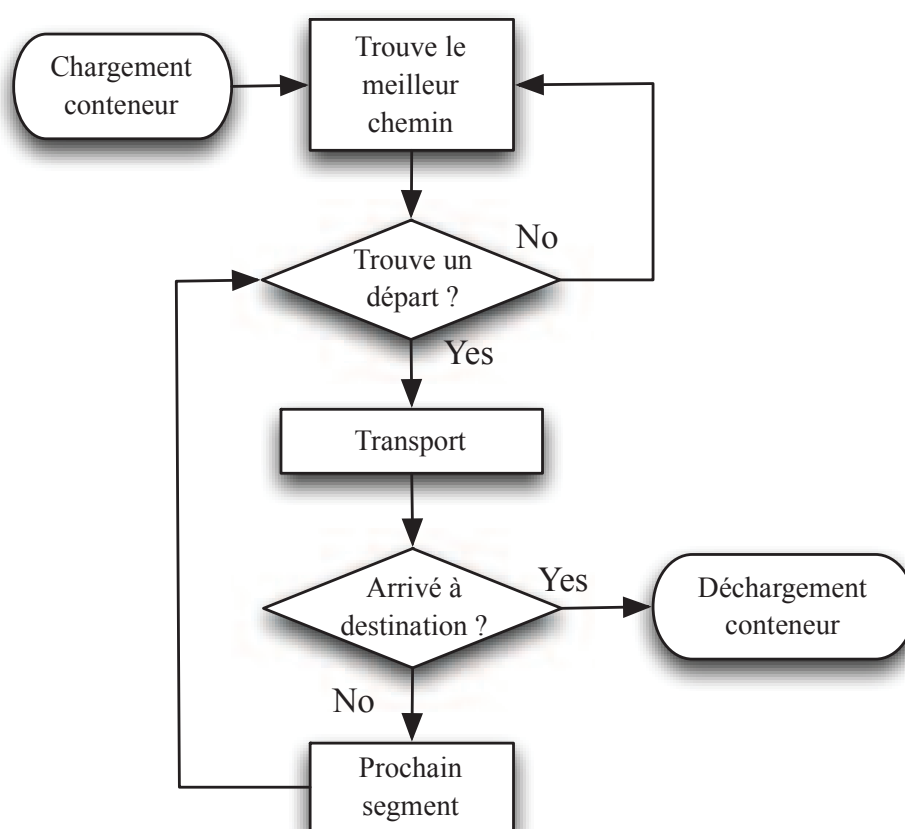 Chargement
conteneur
Trouve le
meilleur
chemin
No
Trouve un
départ ?
Yes
Transport
Arrivé à
destination ?
Yes
Déchargement
conteneur
No
Prochain
segment